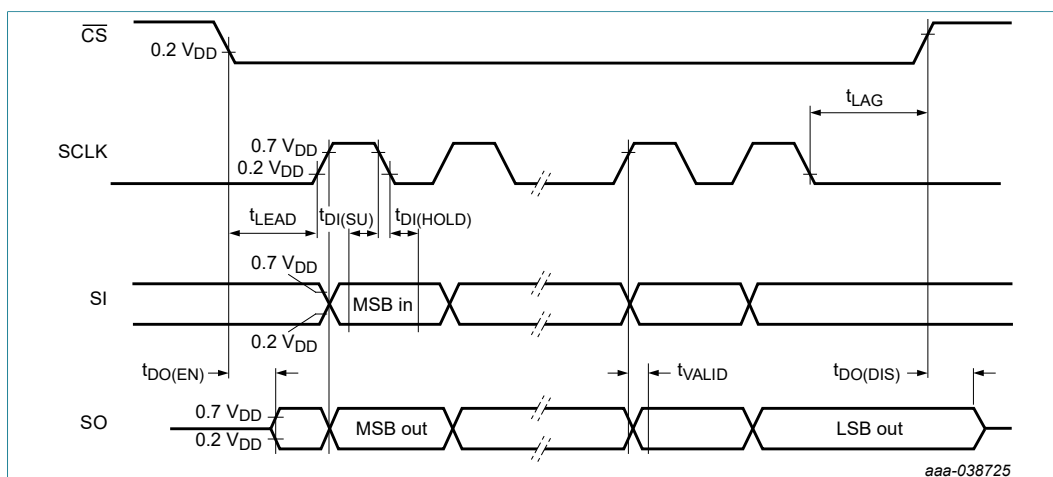 CS
0.2 VDD
tLAG
SCLK
0.7 VDD
0.2 VDD
tLEAD
tDI(SU)
tDI(HOLD)
0.7 VDD
SI
MSB in
0.2 VDD
tDO(EN)
tVALID
tDO(DIS)
SO
0.7 VDD
0.2 VDD
MSB out
LSB out
aaa-038725